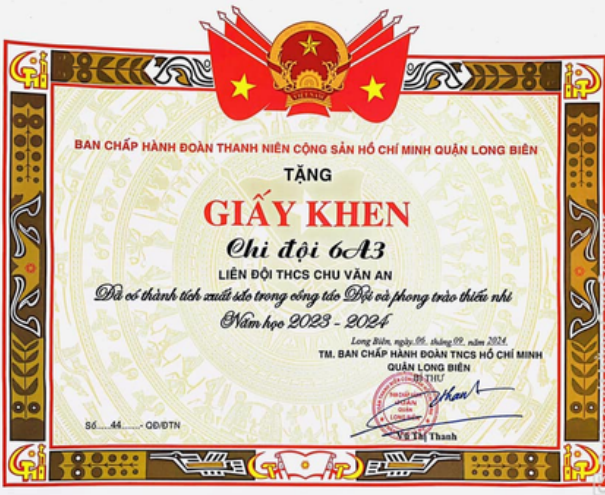 VIỆT NAM
BAN CHẤP HÀNH ĐOÀN THANH NIÊN CỘNG SẢN HỒ CHÍ MINH QUẬN LONG BIÊN
TẶNG
GIẤY KHEN
Chi đội 6A3
LIÊN ĐỘI THCS CHU VĂN AN
Đã có thành tích xuất sắc trong công tác Đội và phong trào thiếu nhi
Năm học 2023 - 2024
Long Biên, ngày 06 tháng 09 năm 2024
TM. BAN CHẤP HÀNH ĐOÀN TNCS HỒ CHÍ MINH
QUẬN LONG BIÊN
BÍ THƯ
Số 44 - QĐ/ĐTN
Vũ Thị Thanh